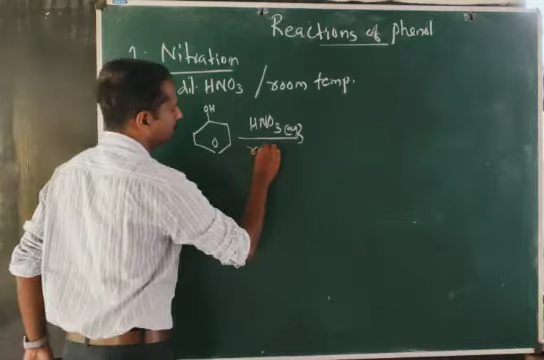 Reactions of phenol
1. Nitration
dil. HNO3 / room temp.
OH
HNO3 (aq)